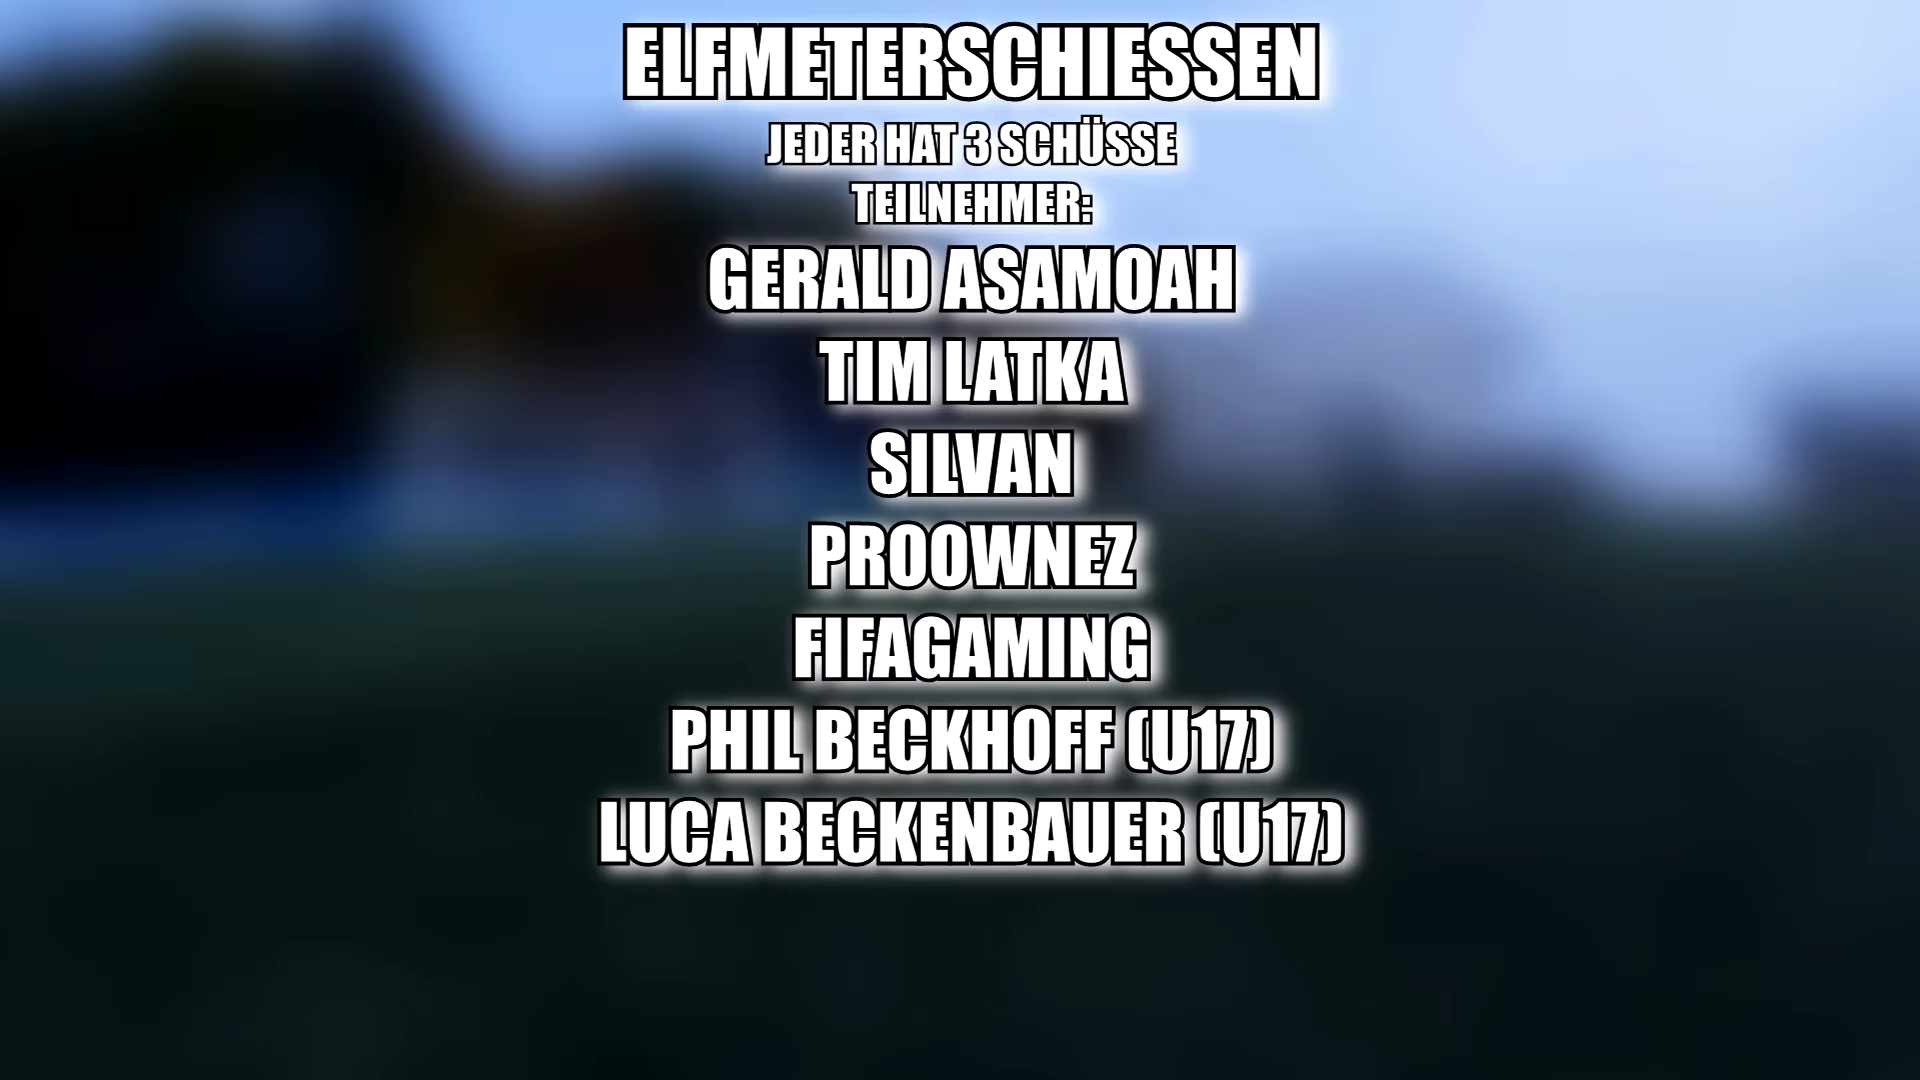 ELFMETERSCHIESSEN
JEDER HAT 3 SCHÜSSE
TEILNEHMER:
GERALD ASAMOAH
TIM LATKA
SILVAN
PROOWNEZ
FIFAGAMING
PHIL BECKHOFF (U17)
LUCA BECKENBAUER (U17)